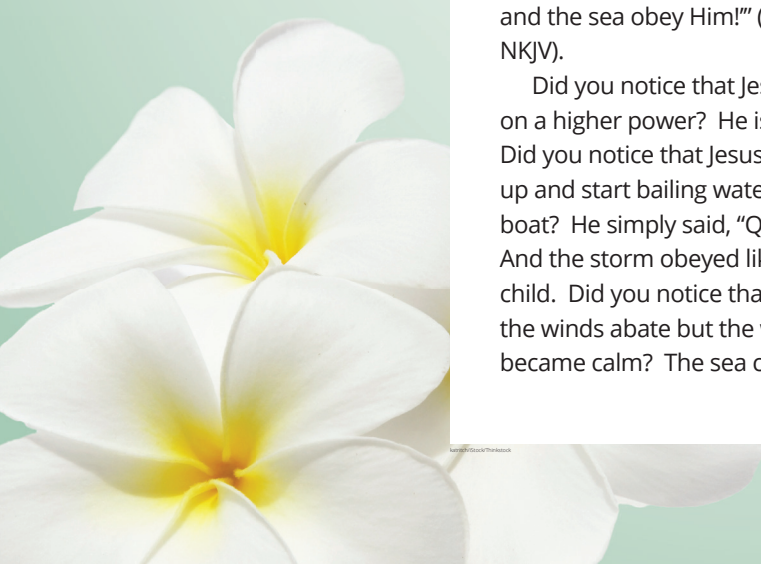 and the sea obey Him!’” (
NKJV).
Did you notice that Jes
on a higher power?  He is
Did you notice that Jesus
up and start bailing wate
boat?  He simply said, “Q
And the storm obeyed lik
child.  Did you notice tha
the winds abate but the w
became calm?  The sea o